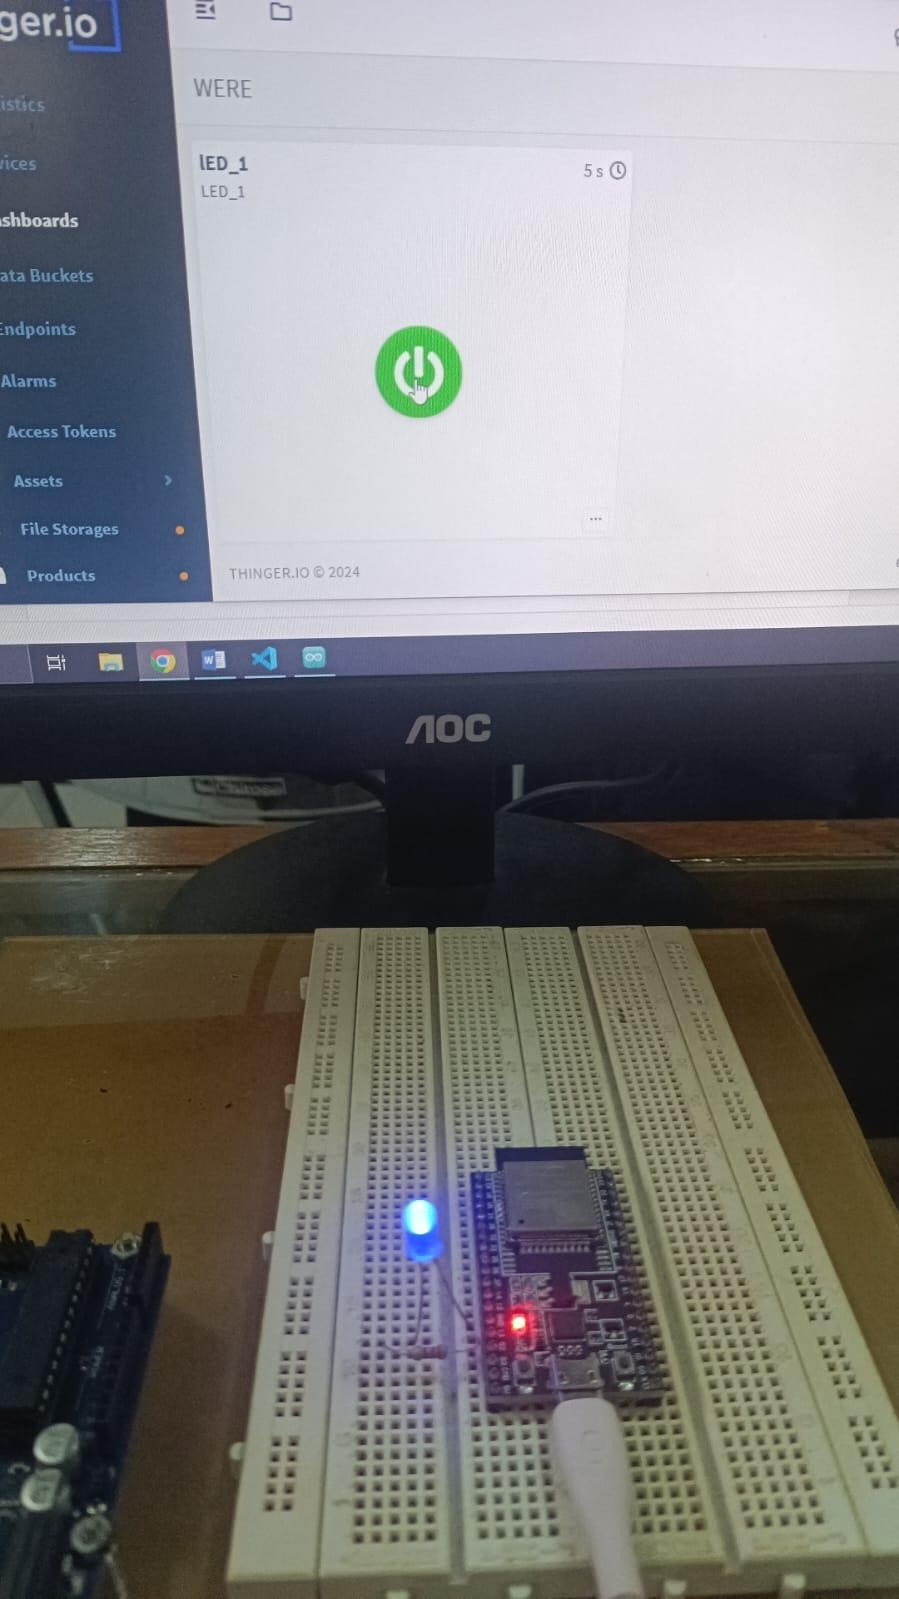 ger.io
WERE
istics
lED_1
5 s
LED_1
vices
ashboards
ata Buckets
Endpoints
Alarms
Access Tokens
Assets
File Storages
Products
THINGER.IO © 2024
AOC